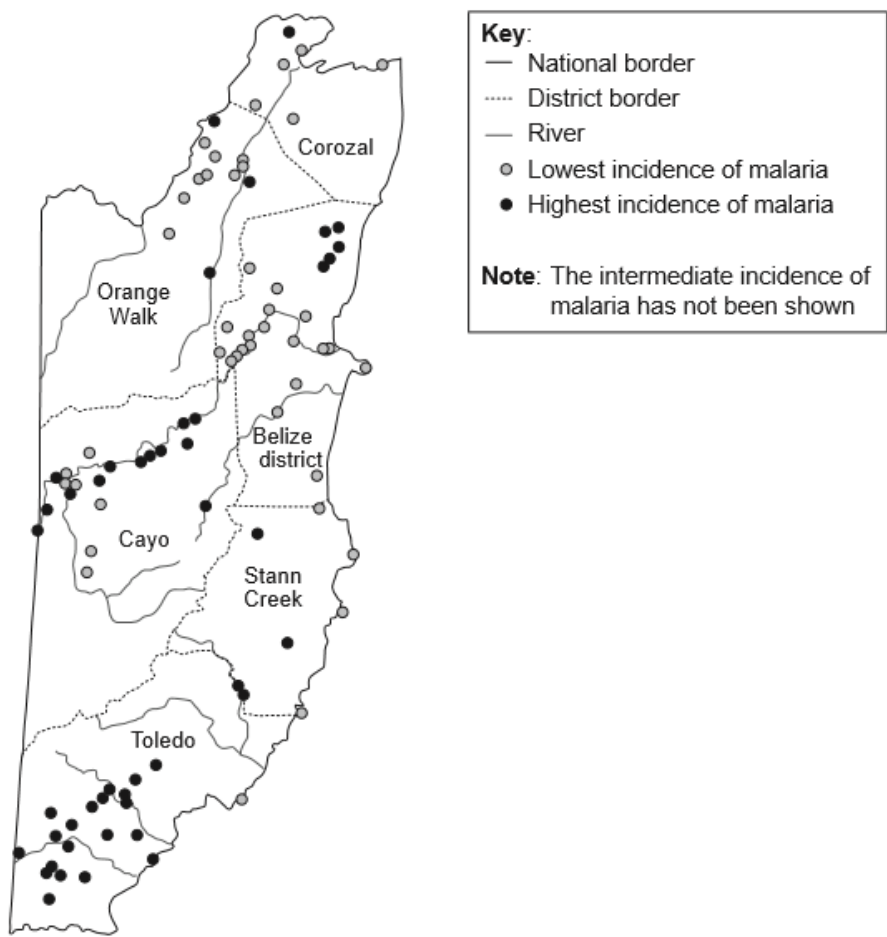 Key:
National border
District border
River
Lowest incidence of malaria
Highest incidence of malaria
Note: The intermediate incidence of
malaria has not been shown
Corozal
Orange
Walk
Belize
district
Cayo
Stann
Creek
Toledo